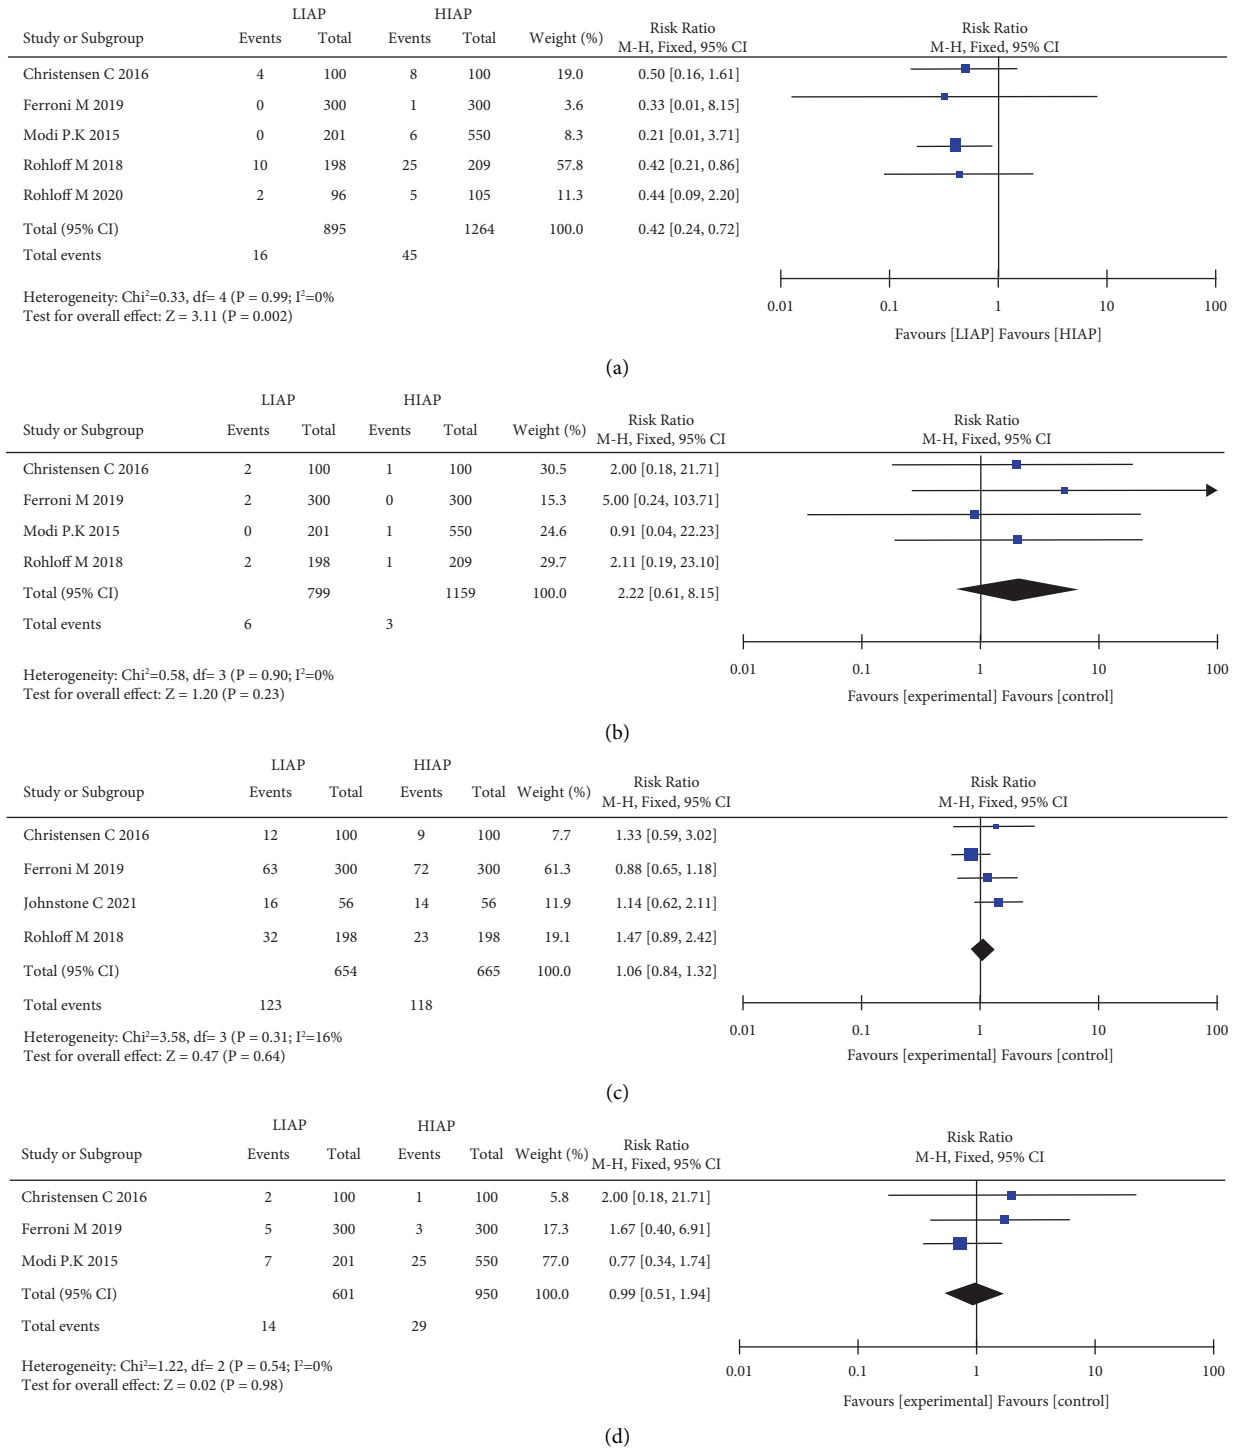 LIAP HIAP
Study or Subgroup Events Total Events Total Weight (%) Risk Ratio M-H, Fixed, 95% CI Risk Ratio M-H, Fixed, 95% CI
Christensen C 2016 4 100 8 100 19.0 0.50 [0.16, 1.61]
Ferroni M 2019 0 300 1 300 3.6 0.33 [0.01, 8.15]
Modi P.K 2015 0 201 6 550 8.3 0.21 [0.01, 3.71]
Rohloff M 2018 10 198 25 209 57.8 0.42 [0.21, 0.86]
Rohloff M 2020 2 96 5 105 11.3 0.44 [0.09, 2.20]
Total (95% CI) 895 1264 100.0 0.42 [0.24, 0.72]
Total events 16 45
Heterogeneity: Chi²=0.33, df= 4 (P = 0.99; I²=0%
Test for overall effect: Z = 3.11 (P = 0.002)
0.01 0.1 1 10 100
Favours [LIAP] Favours [HIAP]
(a)
LIAP HIAP
Study or Subgroup Events Total Events Total Weight (%) Risk Ratio M-H, Fixed, 95% CI Risk Ratio M-H, Fixed, 95% CI
Christensen C 2016 2 100 1 100 30.5 2.00 [0.18, 21.71]
Ferroni M 2019 2 300 0 300 15.3 5.00 [0.24, 103.71]
Modi P.K 2015 0 201 1 550 24.6 0.91 [0.04, 22.23]
Rohloff M 2018 2 198 1 209 29.7 2.11 [0.19, 23.10]
Total (95% CI) 799 1159 100.0 2.22 [0.61, 8.15]
Total events 6 3
Heterogeneity: Chi²=0.58, df= 3 (P = 0.90; I²=0%
Test for overall effect: Z = 1.20 (P = 0.23)
0.01 0.1 1 10 100
Favours [experimental] Favours [control]
(b)
LIAP HIAP
Study or Subgroup Events Total Events Total Weight (%) Risk Ratio M-H, Fixed, 95% CI Risk Ratio M-H, Fixed, 95% CI
Christensen C 2016 12 100 9 100 7.7 1.33 [0.59, 3.02]
Ferroni M 2019 63 300 72 300 61.3 0.88 [0.65, 1.18]
Johnstone C 2021 16 56 14 56 11.9 1.14 [0.62, 2.11]
Rohloff M 2018 32 198 23 198 19.1 1.47 [0.89, 2.42]
Total (95% CI) 654 665 100.0 1.06 [0.84, 1.32]
Total events 123 118
Heterogeneity: Chi²=3.58, df= 3 (P = 0.31; I²=16%
Test for overall effect: Z = 0.47 (P = 0.64)
0.01 0.1 1 10 100
Favours [experimental] Favours [control]
(c)
LIAP HIAP
Study or Subgroup Events Total Events Total Weight (%) Risk Ratio M-H, Fixed, 95% CI Risk Ratio M-H, Fixed, 95% CI
Christensen C 2016 2 100 1 100 5.8 2.00 [0.18, 21.71]
Ferroni M 2019 5 300 3 300 17.3 1.67 [0.40, 6.91]
Modi P.K 2015 7 201 25 550 77.0 0.77 [0.34, 1.74]
Total (95% CI) 601 950 100.0 0.99 [0.51, 1.94]
Total events 14 29
Heterogeneity: Chi²=1.22, df= 2 (P = 0.54; I²=0%
Test for overall effect: Z = 0.02 (P = 0.98)
0.01 0.1 1 10 100
Favours [experimental] Favours [control]
(d)